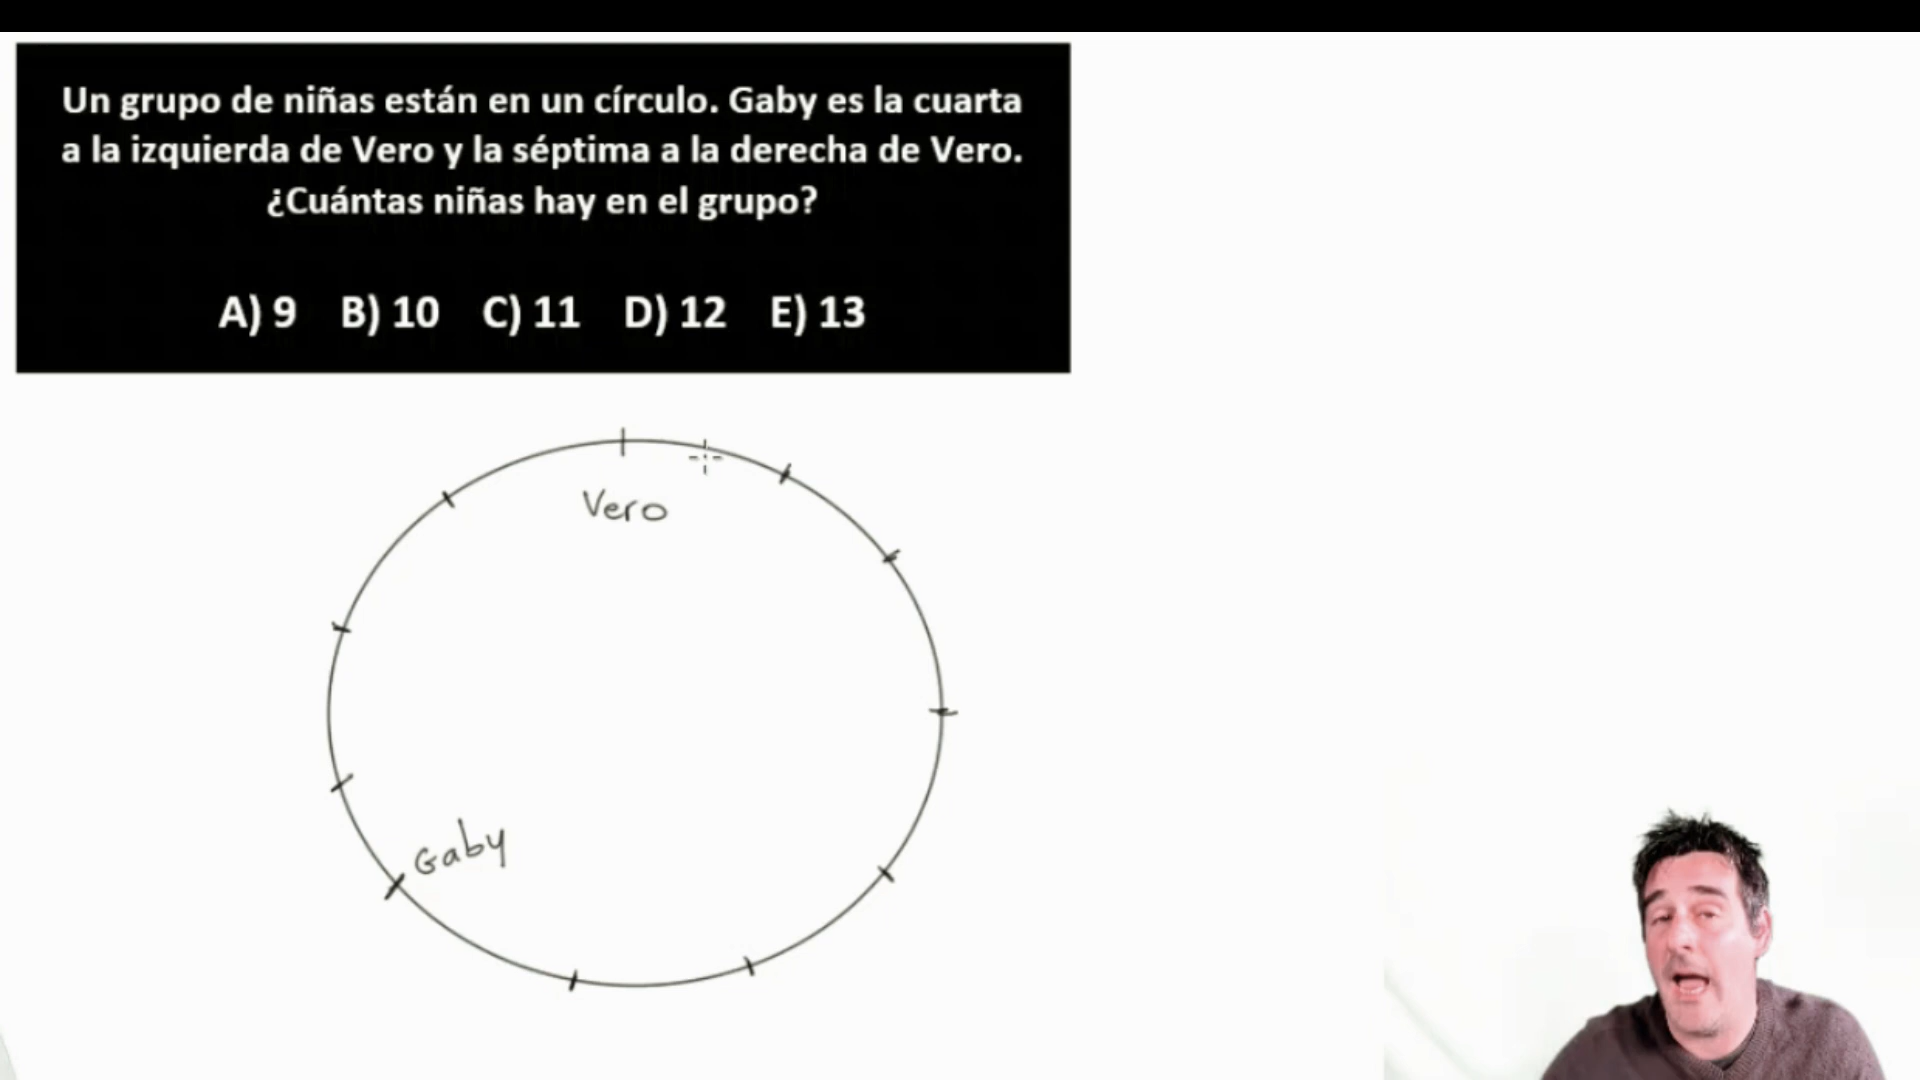 Un grupo de niñas están en un círculo. Gaby es la cuarta
a la izquierda de Vero y la séptima a la derecha de Vero.
¿Cuántas niñas hay en el grupo?
A) 9 B) 10 C) 11 D) 12 E) 13
Vero
Gaby